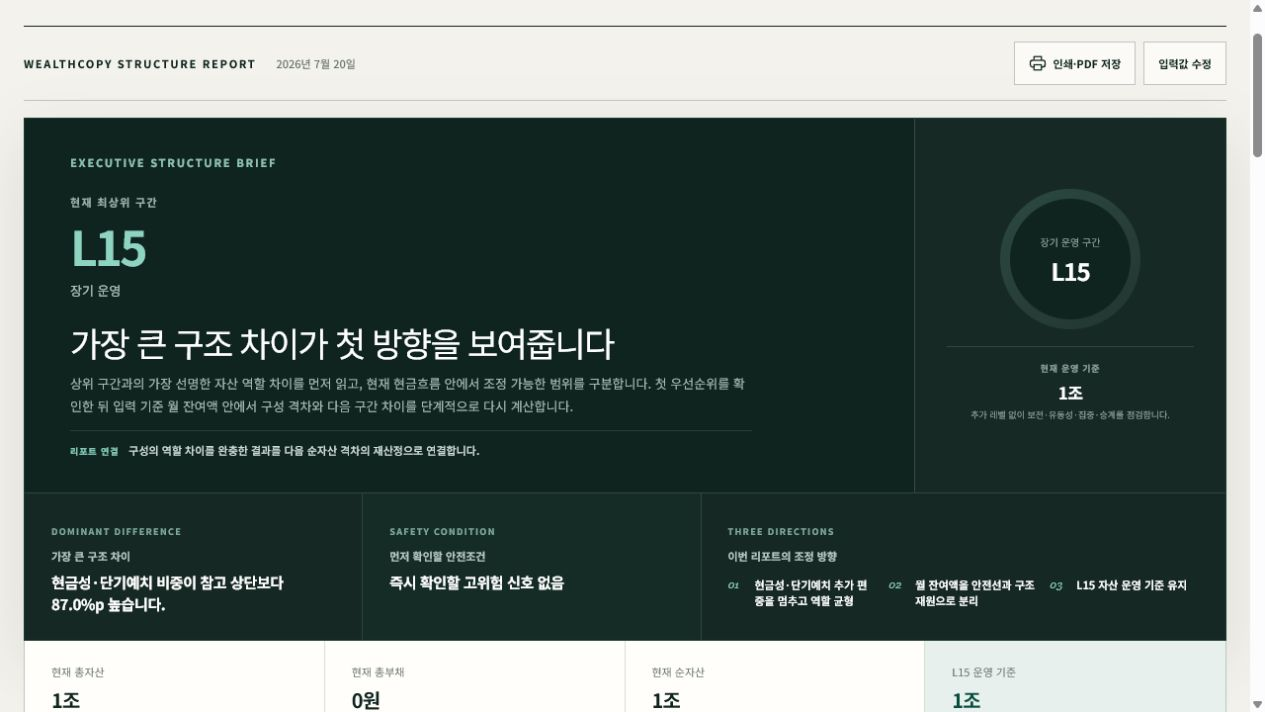 WEALTHCOPY STRUCTURE REPORT 2026년 7월 20일
인쇄·PDF 저장
입력값 수정
EXECUTIVE STRUCTURE BRIEF
현재 최상위 구간
L15
장기 운영
가장 큰 구조 차이가 첫 방향을 보여줍니다
상위 구간과의 가장 선명한 자산 역할 차이를 먼저 읽고, 현재 현금흐름 안에서 조정 가능한 범위를 구분합니다. 첫 우선순위를 확
인한 뒤 입력 기준 월 잔여액 안에서 구성 격차와 다음 구간 차이를 단계적으로 다시 계산합니다.
리포트 연결 구성의 역할 차이를 완충한 결과를 다음 순자산 격차의 재산정으로 연결합니다.
장기 운영 구간
L15
현재 운영 기준
1조
추가 레벨 없이 보전·유동성·집중·승계를 점검합니다.
DOMINANT DIFFERENCE
가장 큰 구조 차이
현금성·단기예치 비중이 참고 상단보다
87.0%p 높습니다.
SAFETY CONDITION
먼저 확인할 안전조건
즉시 확인할 고위험 신호 없음
THREE DIRECTIONS
이번 리포트의 조정 방향
01 현금성·단기예치 추가 편
중을 멈추고 역할 균형
02 월 잔여액을 안전선과 구조
재원으로 분리
03 L15 자산 운영 기준 유지
현재 총자산
1조
현재 총부채
0원
현재 순자산
1조
L15 운영 기준
1조